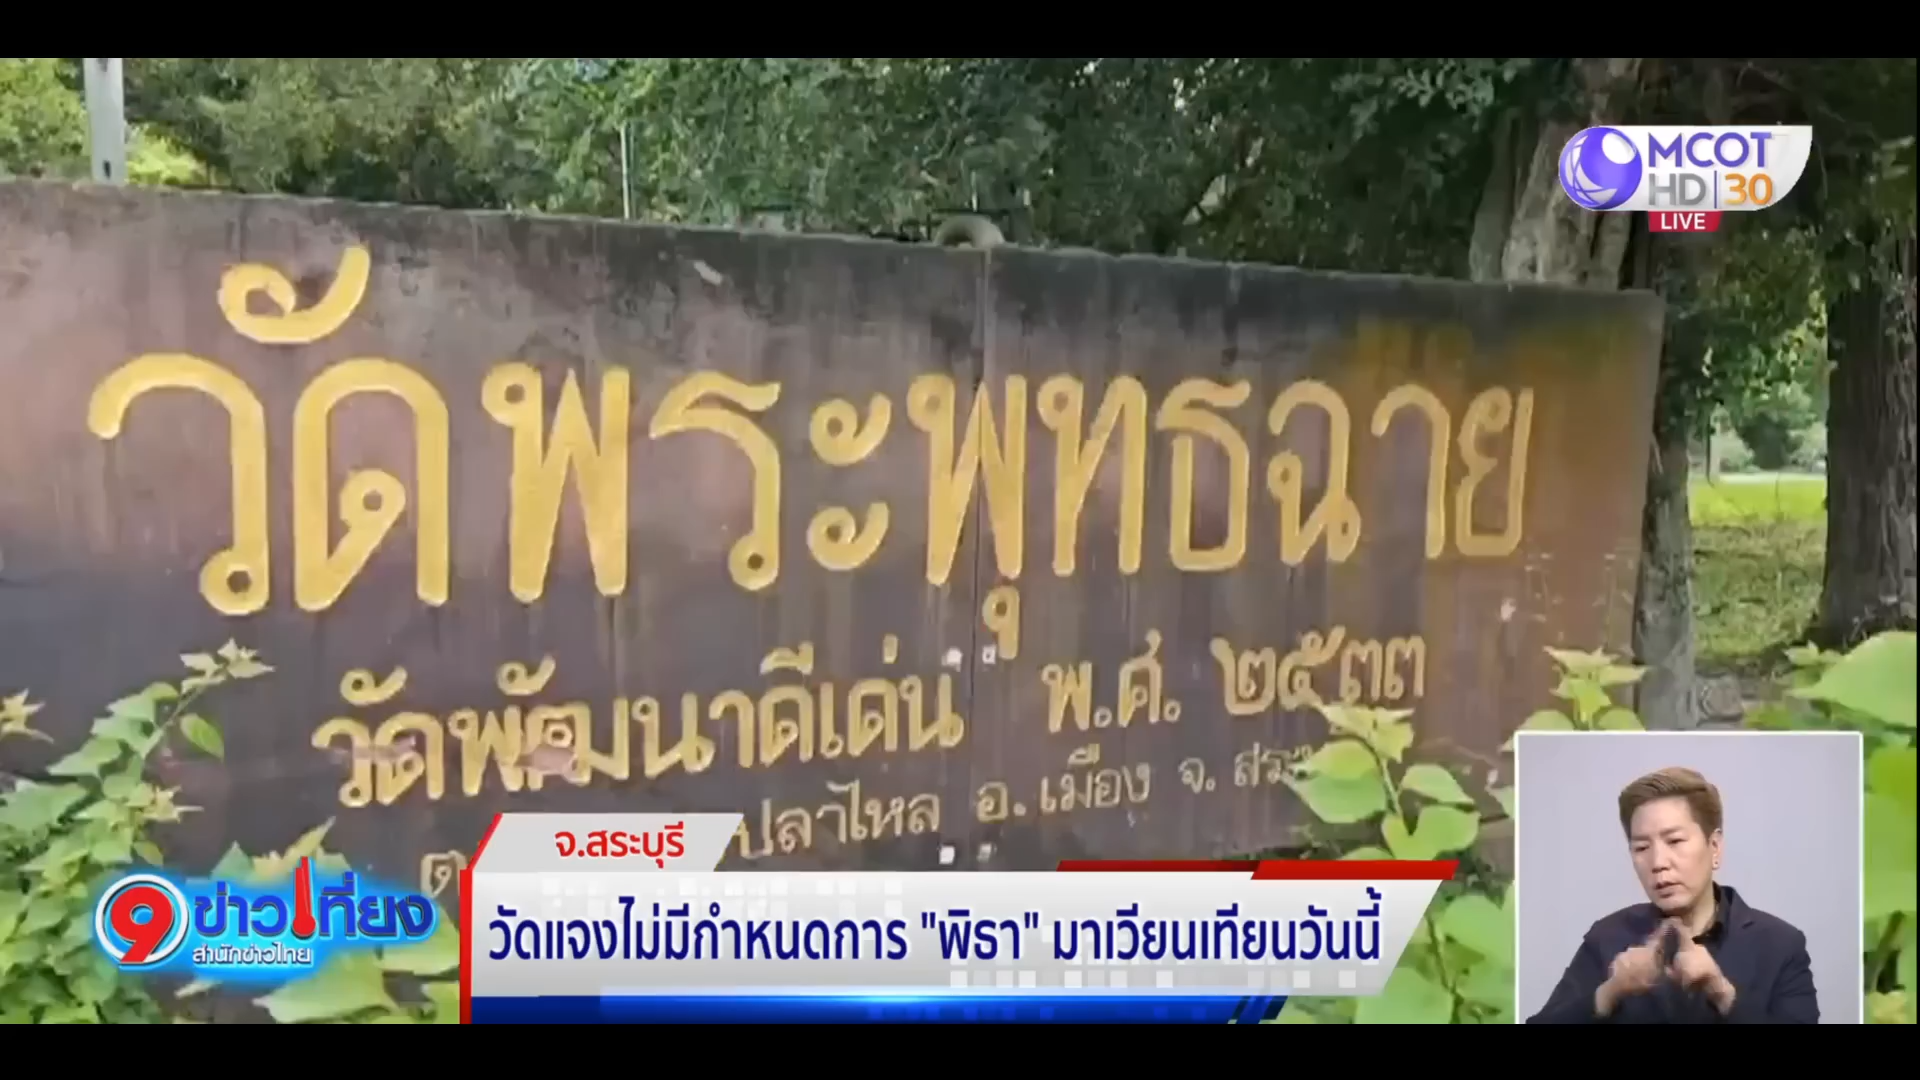 MCOT
HD 30
LIVE
วัดพระพุทธฉาย
วัดพัฒนาดีเด่น พ.ศ. ๒๕๓๓
ปลาไหล อ.เมือง จ.
จ.สระบุรี
9 ข่าวเที่ยง
สำนักข่าวไทย
วัดแจงไม่มีกำหนดการ "พิธา" มาเวียนเทียนวันนี้